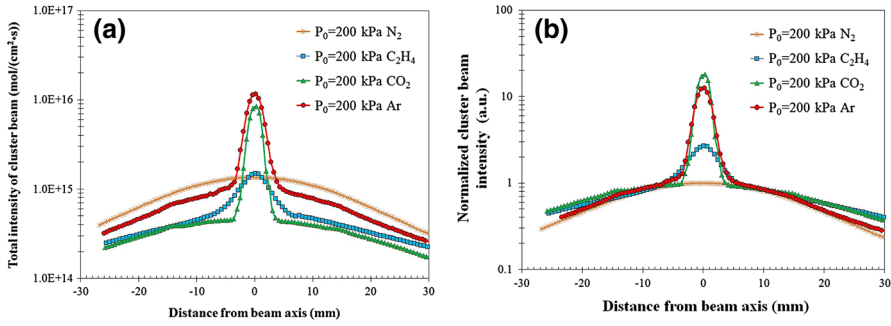 (a)
P₀=200 kPa N₂
P₀=200 kPa C₂H₄
P₀=200 kPa CO₂
P₀=200 kPa Ar
Total intensity of cluster beam (mol/(cm²•s)
1.0E+17
1.0E+16
1.0E+15
1.0E+14
-30 -20 -10 0 10 20 30
Distance from beam axis (mm)
(b)
P₀=200 kPa N₂
P₀=200 kPa C₂H₄
P₀=200 kPa CO₂
P₀=200 kPa Ar
Normalized cluster beam
intensity (a.u.)
100
10
1
0.1
-30 -20 -10 0 10 20 30
Distance from beam axis (mm)